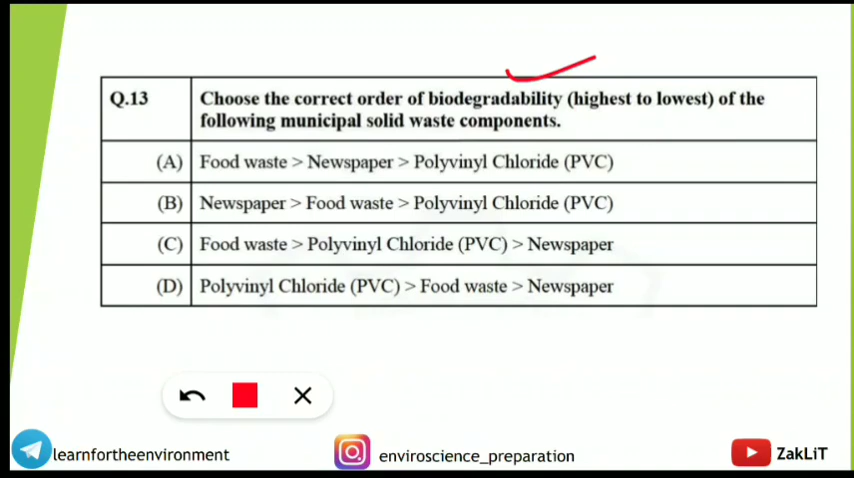 Q.13 Choose the correct order of biodegradability (highest to lowest) of the
following municipal solid waste components.
(A) Food waste > Newspaper > Polyvinyl Chloride (PVC)
(B) Newspaper > Food waste > Polyvinyl Chloride (PVC)
(C) Food waste > Polyvinyl Chloride (PVC) > Newspaper
(D) Polyvinyl Chloride (PVC) > Food waste > Newspaper
learnfortheenvironment enviroscience_preparation ZakLiT